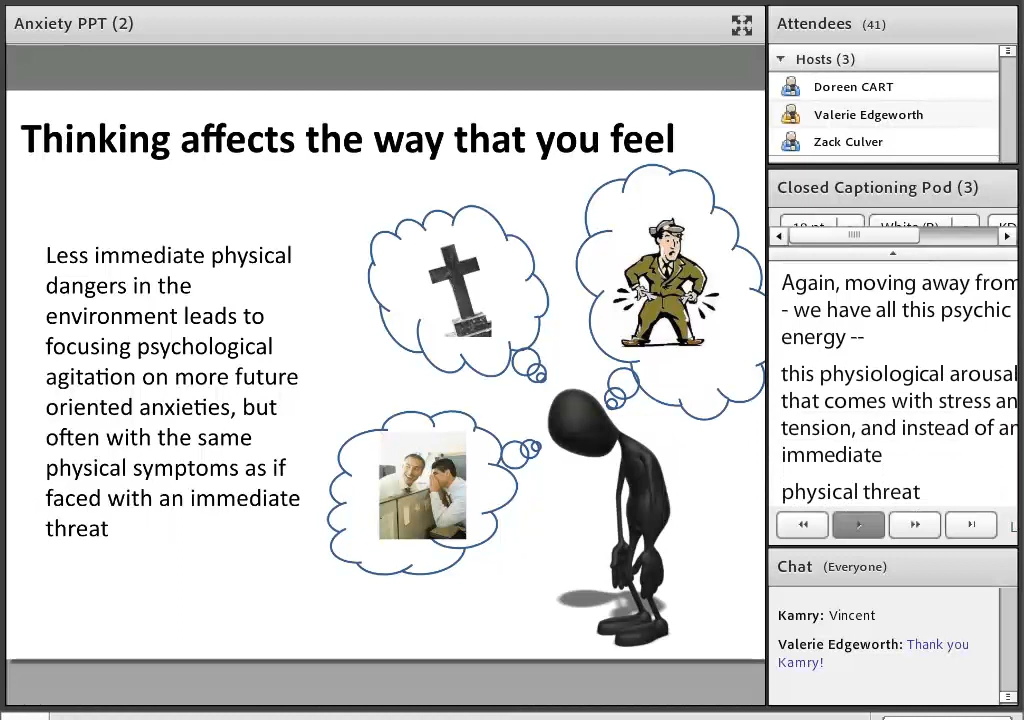 Anxiety PPT (2)
Thinking affects the way that you feel
Less immediate physical
dangers in the
environment leads to
focusing psychological
agitation on more future
oriented anxieties, but
often with the same
physical symptoms as if
faced with an immediate
threat
Attendees (41)
Hosts (3)
Doreen CART
Valerie Edgeworth
Zack Culver
Closed Captioning Pod (3)
Again, moving away from
- we have all this psychic
energy --
this physiological arousal
that comes with stress an
tension, and instead of an
immediate
physical threat
Chat (Everyone)
Kamry: Vincent
Valerie Edgeworth: Thank you
Kamry!